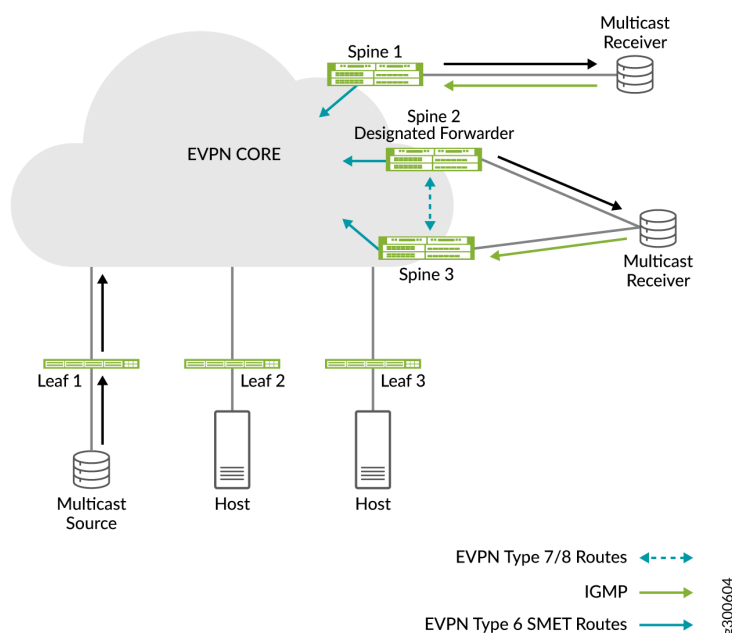 Multicast
Receiver
Spine 1
Spine 2
Designated Forwarder
EVPN CORE
Spine 3
Multicast
Receiver
Leaf 1
Leaf 2
Leaf 3
Multicast
Source
Host
Host
EVPN Type 7/8 Routes
IGMP
EVPN Type 6 SMET Routes
g300604